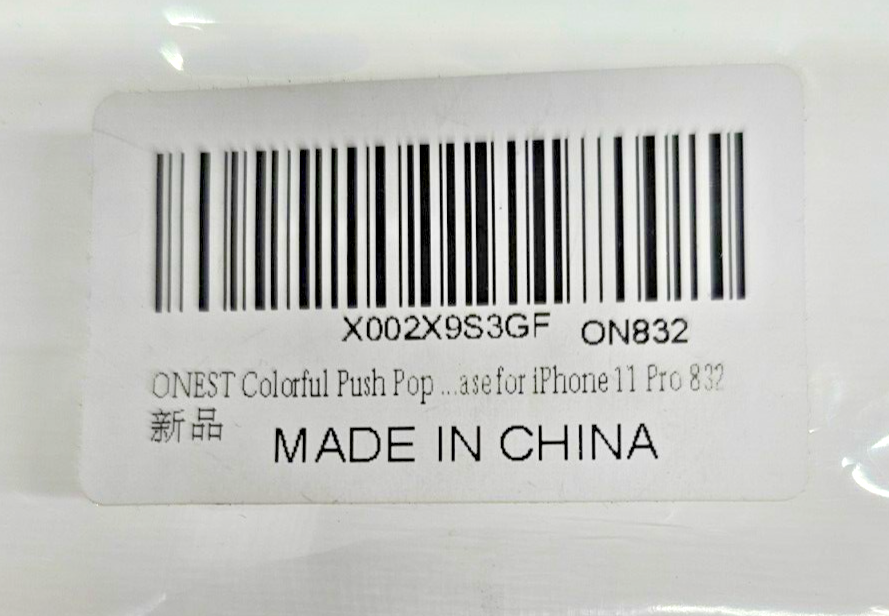 X002X9S3GF ON832
ONEST Colorful Push Pop ...ase for iPhone 11 Pro 832
新品 MADE IN CHINA